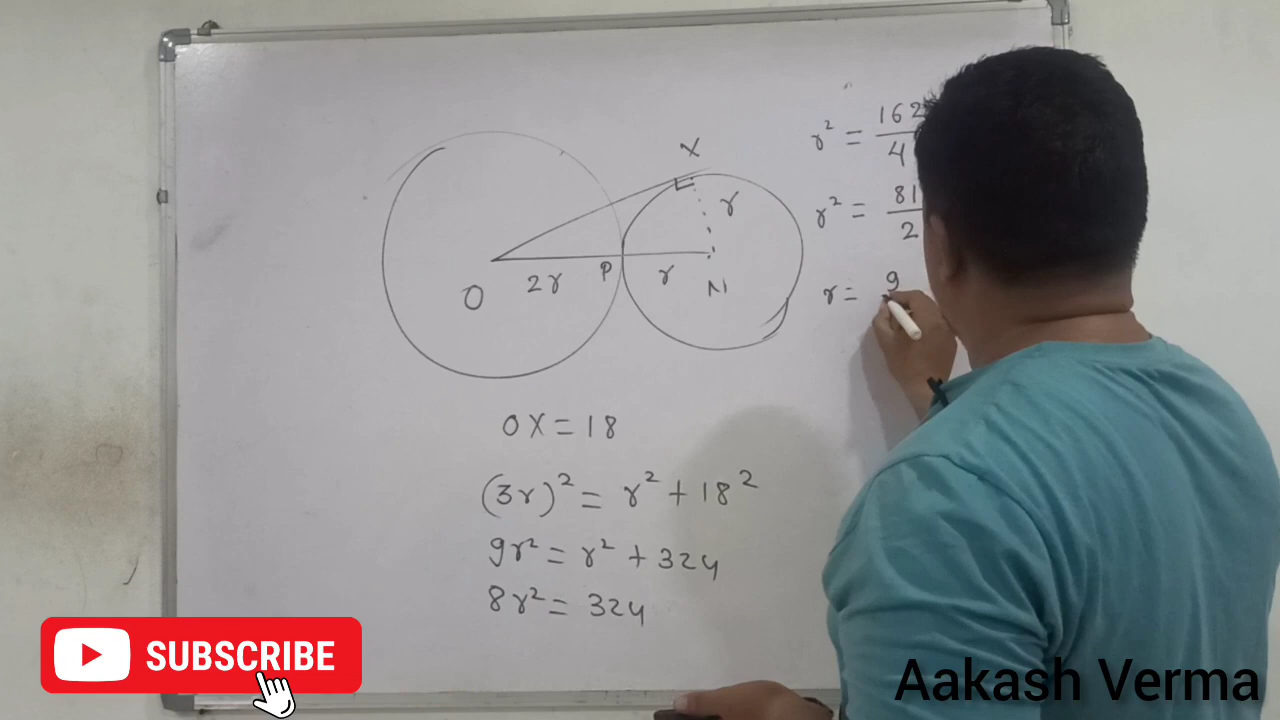 X
r
2r
P
r
O
N
OX = 18
(3r)² = r² + 18²
9r² = r² + 324
8r² = 324
r² = 162/4
r² = 81/2
r = 9
SUBSCRIBE
Aakash Verma